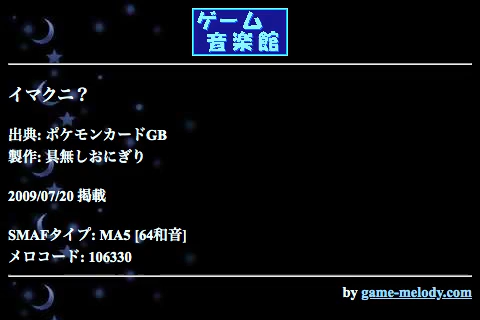 ゲーム
音楽館
イマクニ？
出典: ポケモンカードGB
製作: 具無しおにぎり
2009/07/20 掲載
SMAFタイプ: MA5 [64和音]
メロコード: 106330
by game-melody.com